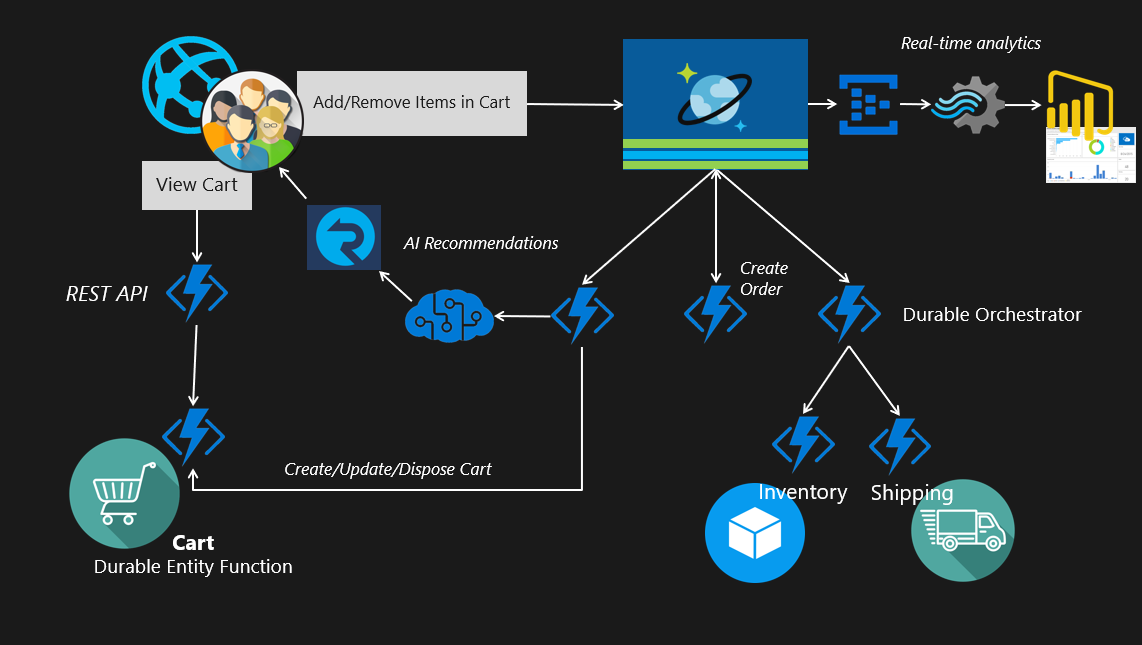 Real-time analytics
Add/Remove Items in Cart
View Cart
AI Recommendations
Create
Order
REST API
Durable Orchestrator
Create/Update/Dispose Cart
Inventory
Shipping
Cart
Durable Entity Function